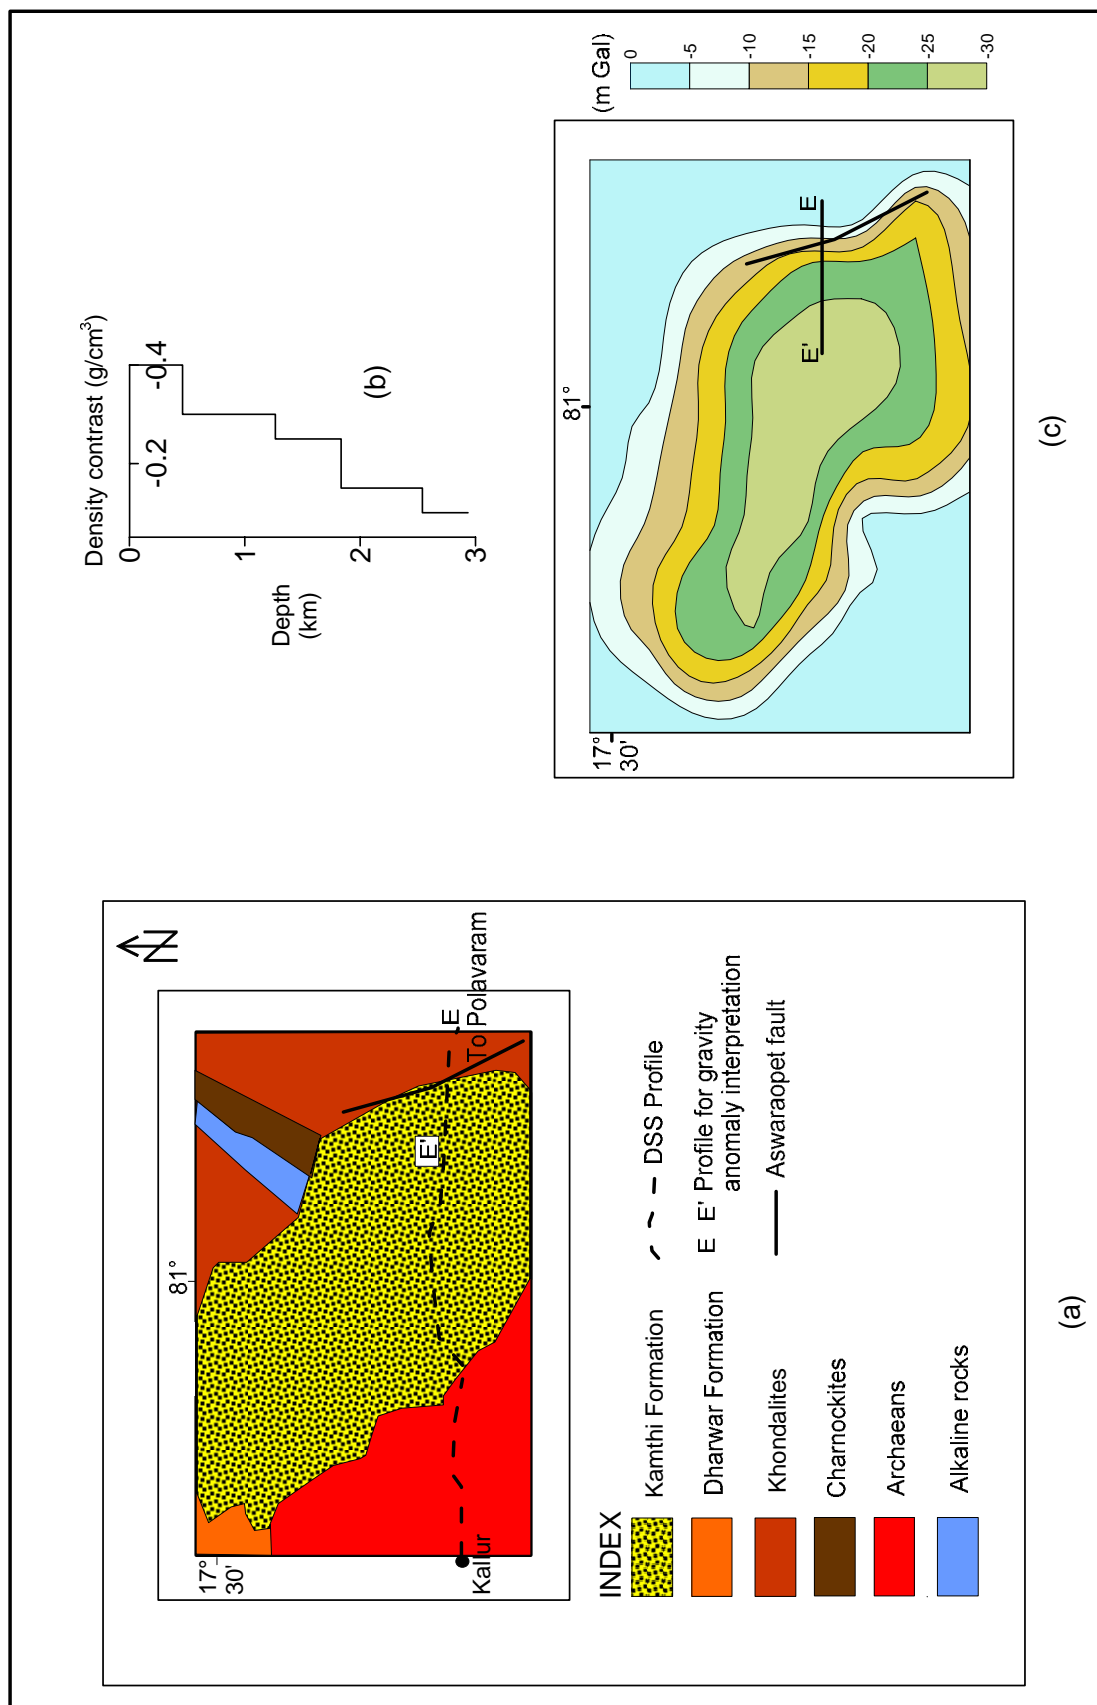 N
81°
17°
30'
E'
E
To Polavaram
Kallur
INDEX
Kamthi Formation
Dharwar Formation
Khondalites
Charnockites
Archaeans
Alkaline rocks
DSS Profile
E E' Profile for gravity
anomaly interpretation
Aswaraopet fault
(a)
Density contrast (g/cm³)
-0.2
-0.4
0
1
2
3
Depth
(km)
(b)
81°
17°
30'
E'
E
(m Gal)
0
-5
-10
-15
-20
-25
-30
(c)